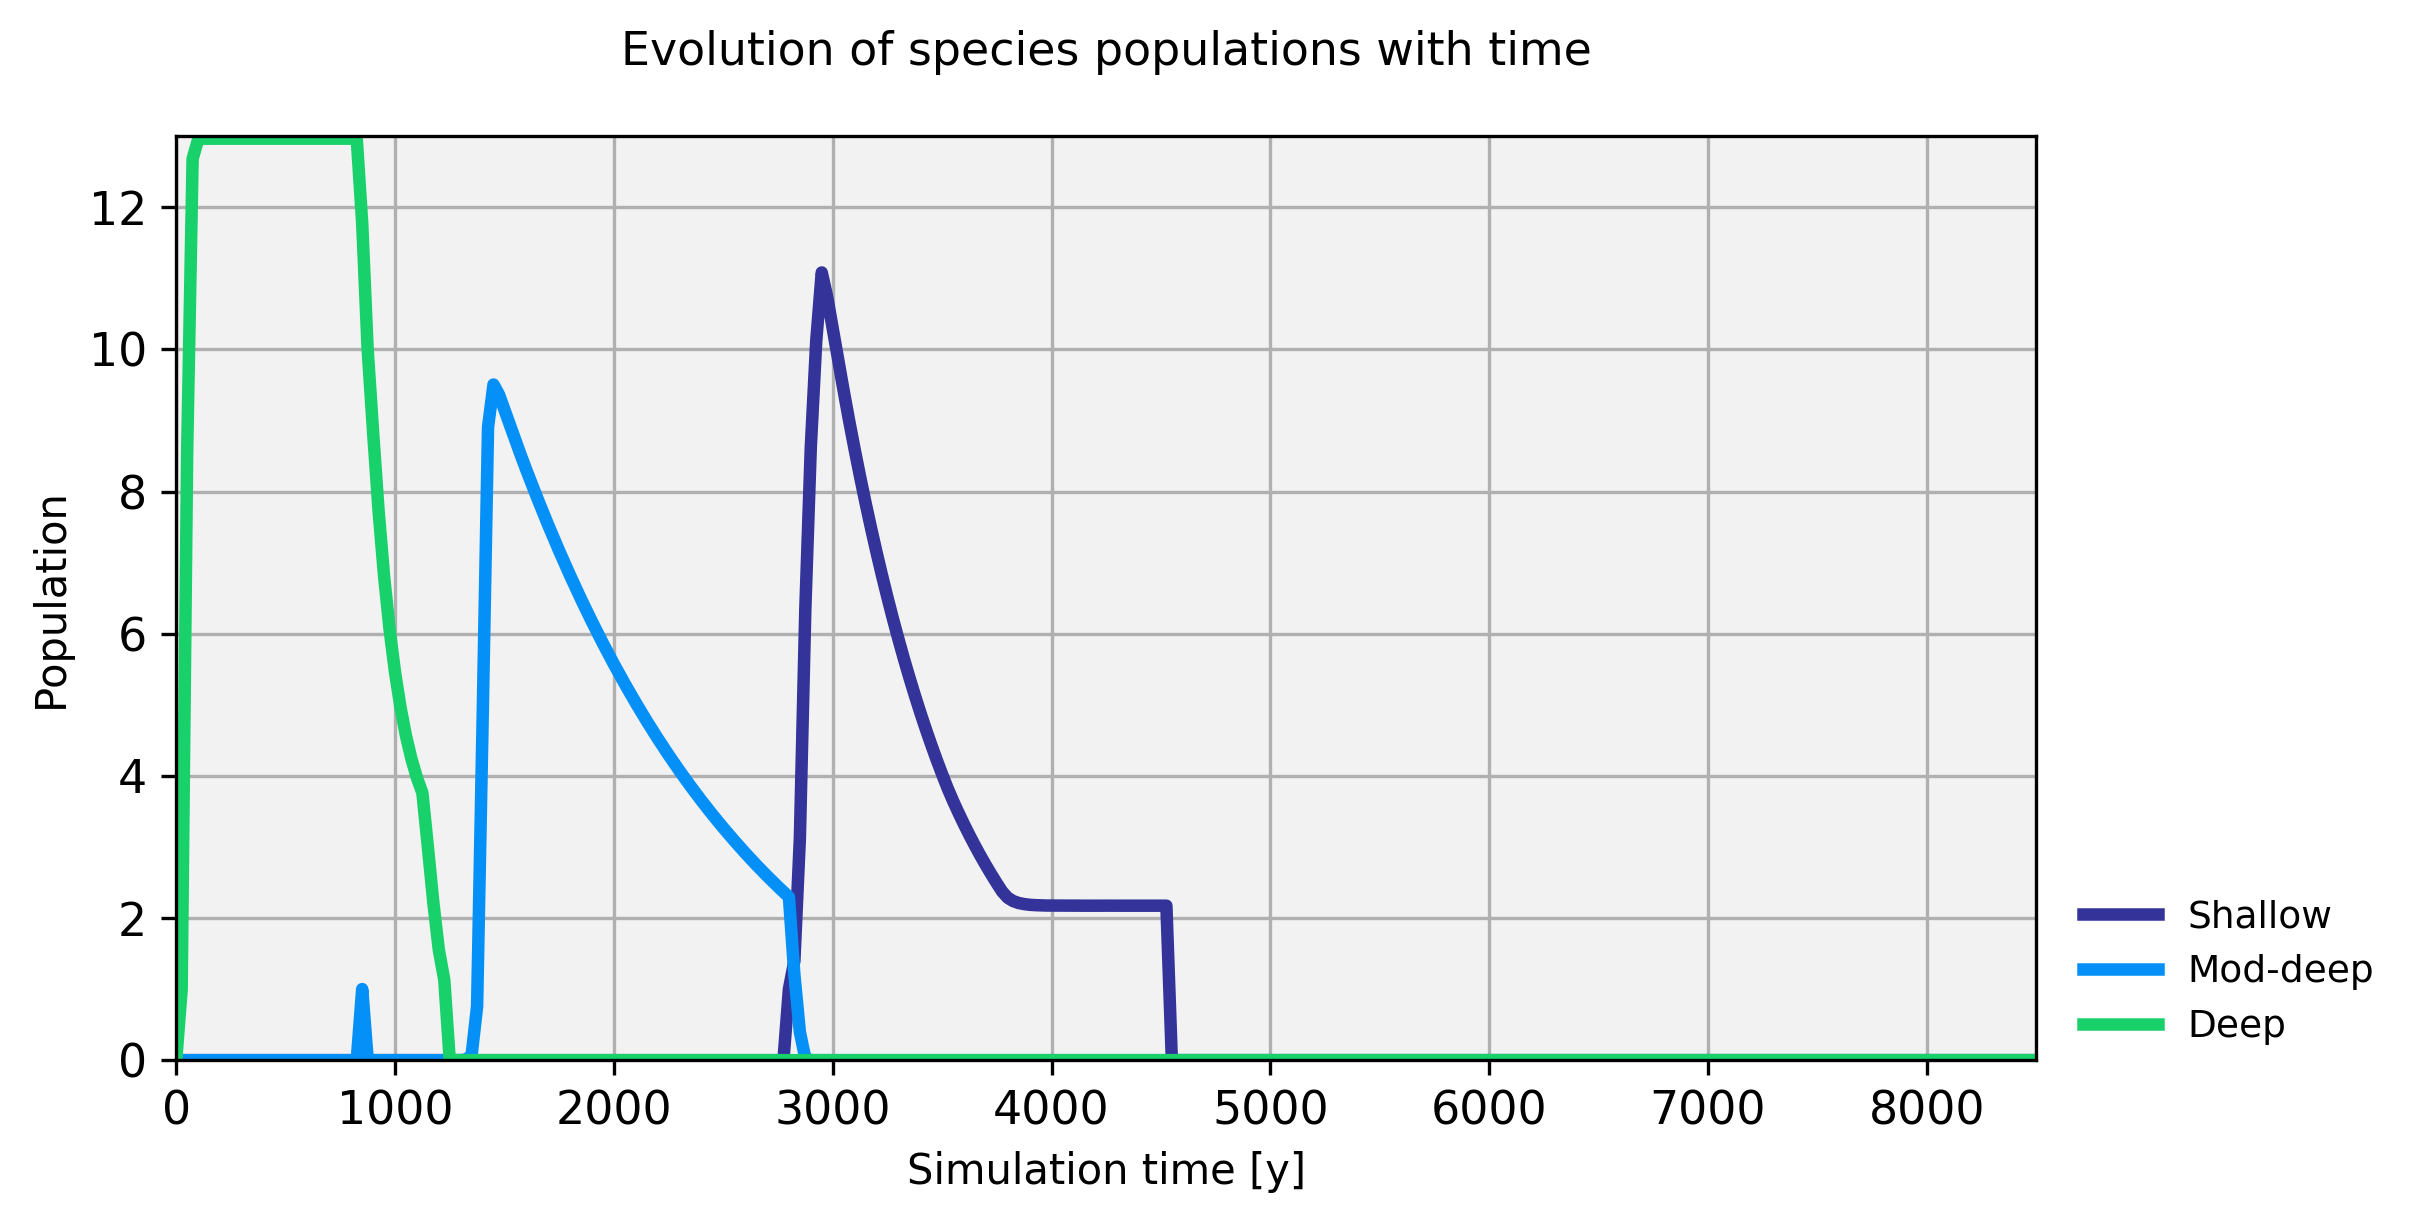 Evolution of species populations with time
12
10
8
6
4
2
0
Population
0 1000 2000 3000 4000 5000 6000 7000 8000
Simulation time [y]
Shallow
Mod-deep
Deep